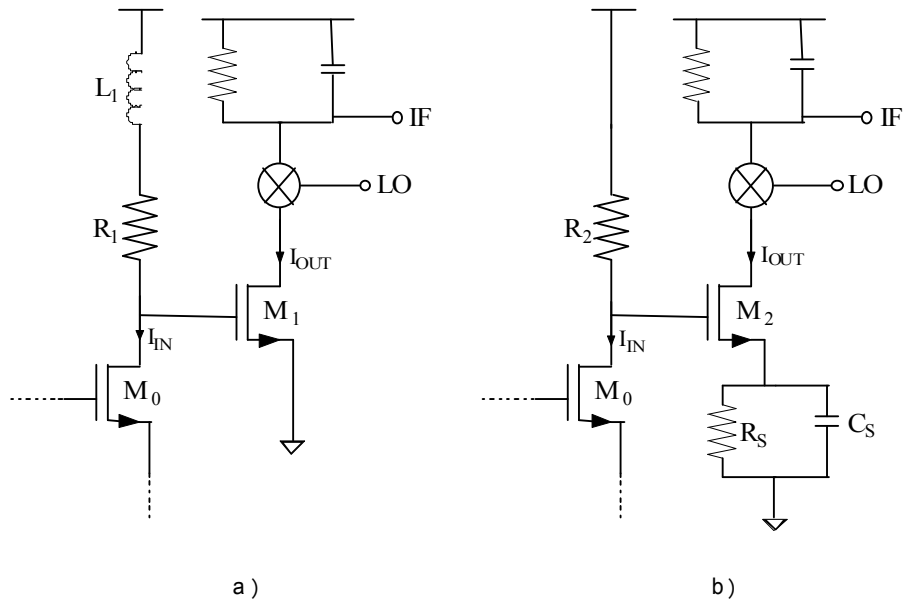 L1
R1
IIN
M0
IF
LO
IOUT
M1
a)
R2
IIN
M0
IF
LO
IOUT
M2
RS
CS
b)